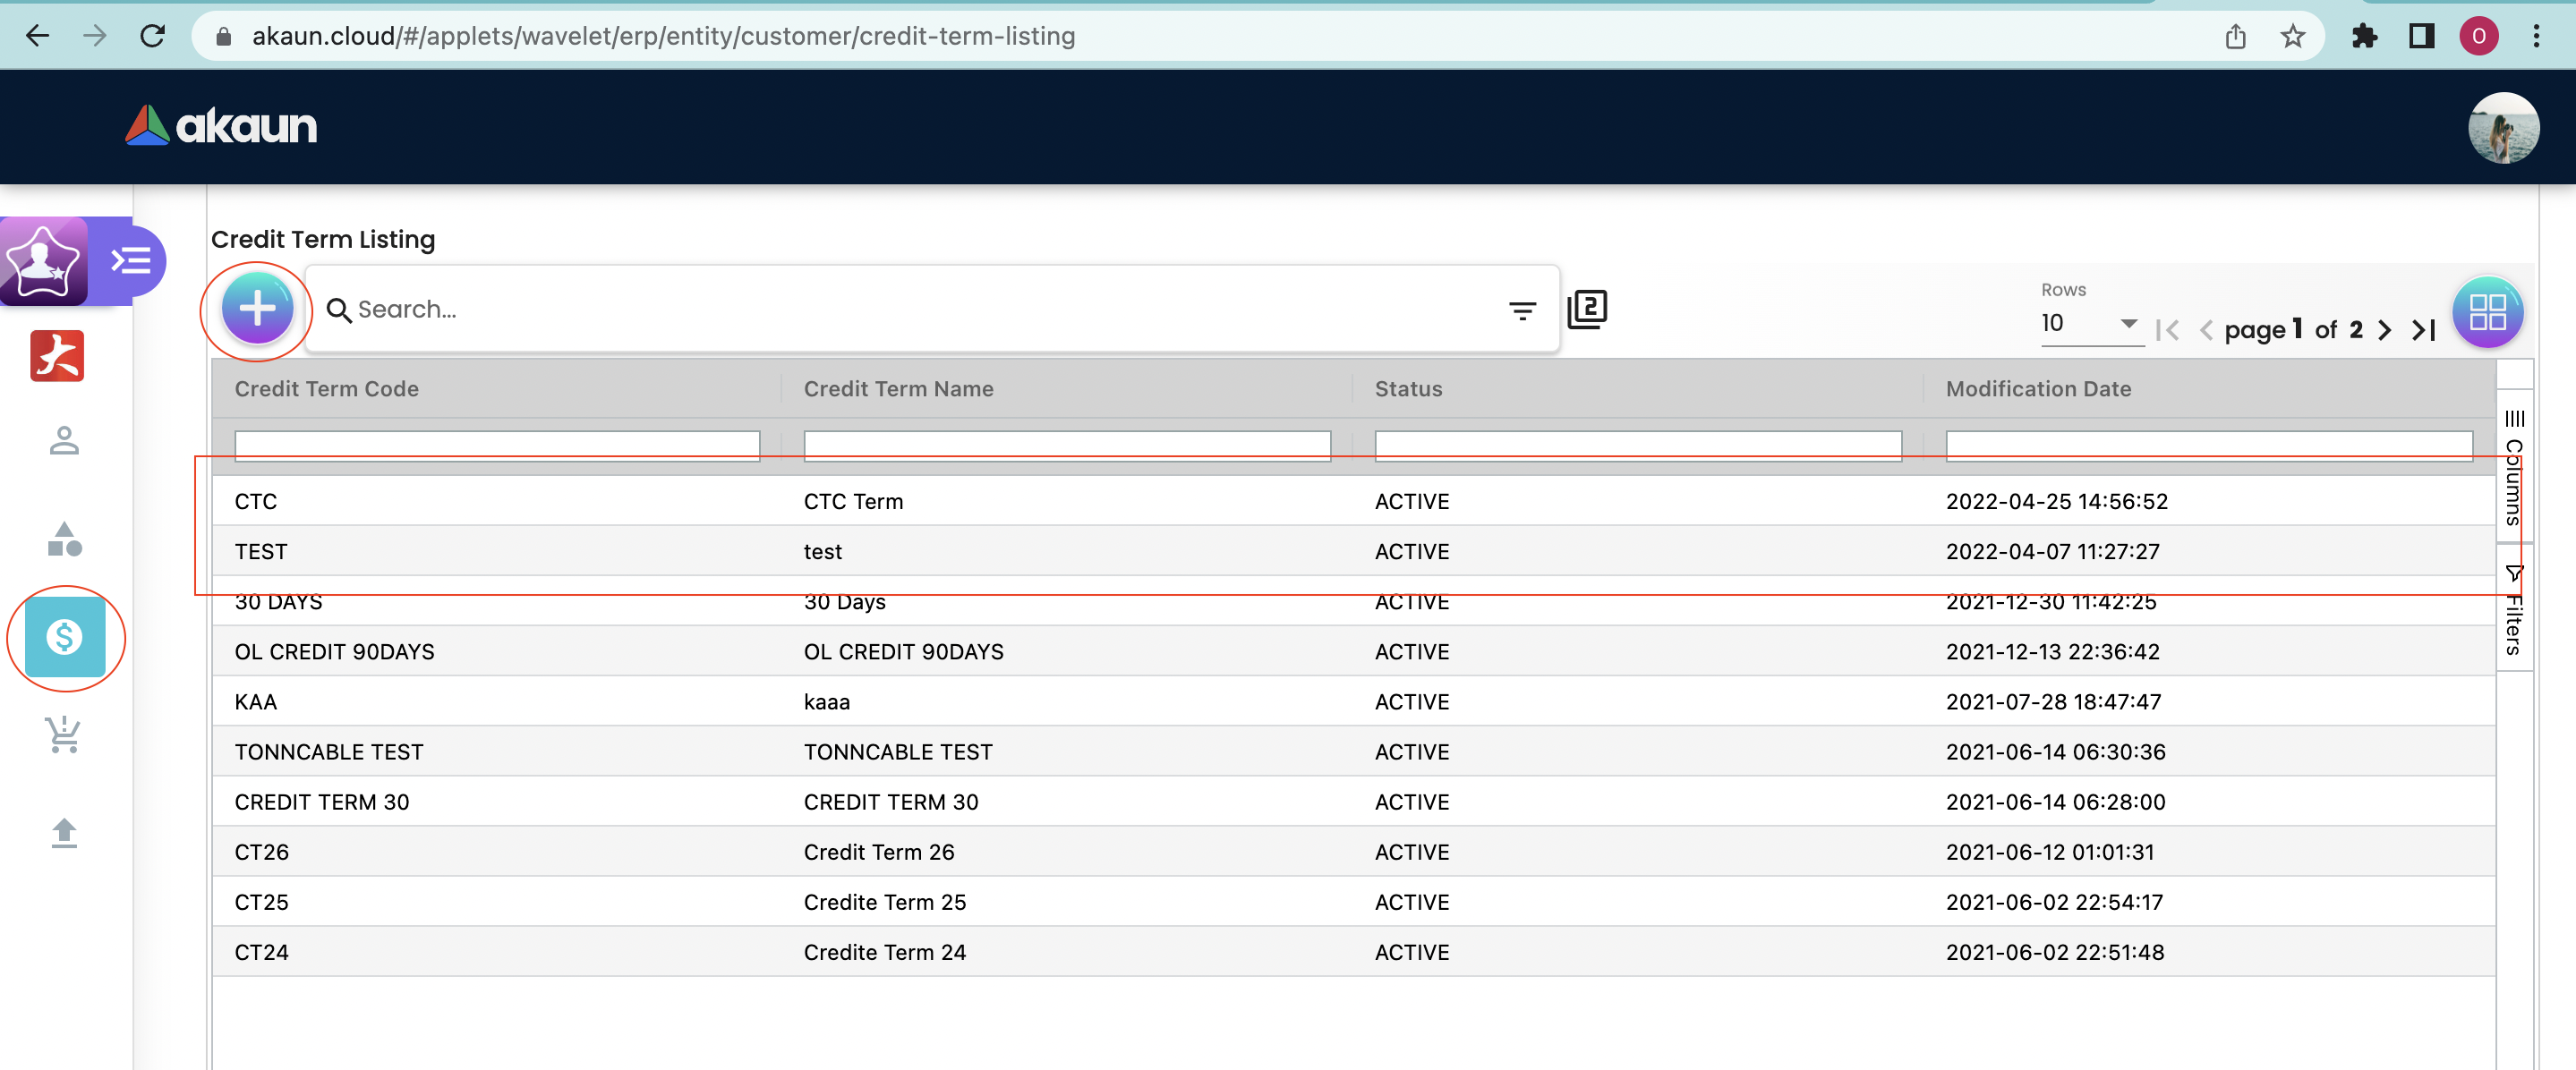 akaun.cloud/#/applets/wavelet/erp/entity/customer/credit-term-listing
O
akaun
Credit Term Listing
Search...
2
Rows
10
page 1 of 2
Credit Term Code Credit Term Name Status Modification Date
CTC CTC Term ACTIVE 2022-04-25 14:56:52
TEST test ACTIVE 2022-04-07 11:27:27
30 DAYS 30 Days ACTIVE 2021-12-30 11:42:25
OL CREDIT 90DAYS OL CREDIT 90DAYS ACTIVE 2021-12-13 22:36:42
KAA kaaa ACTIVE 2021-07-28 18:47:47
TONNCABLE TEST TONNCABLE TEST ACTIVE 2021-06-14 06:30:36
CREDIT TERM 30 CREDIT TERM 30 ACTIVE 2021-06-14 06:28:00
CT26 Credit Term 26 ACTIVE 2021-06-12 01:01:31
CT25 Credite Term 25 ACTIVE 2021-06-02 22:54:17
CT24 Credite Term 24 ACTIVE 2021-06-02 22:51:48
Columns
Filters